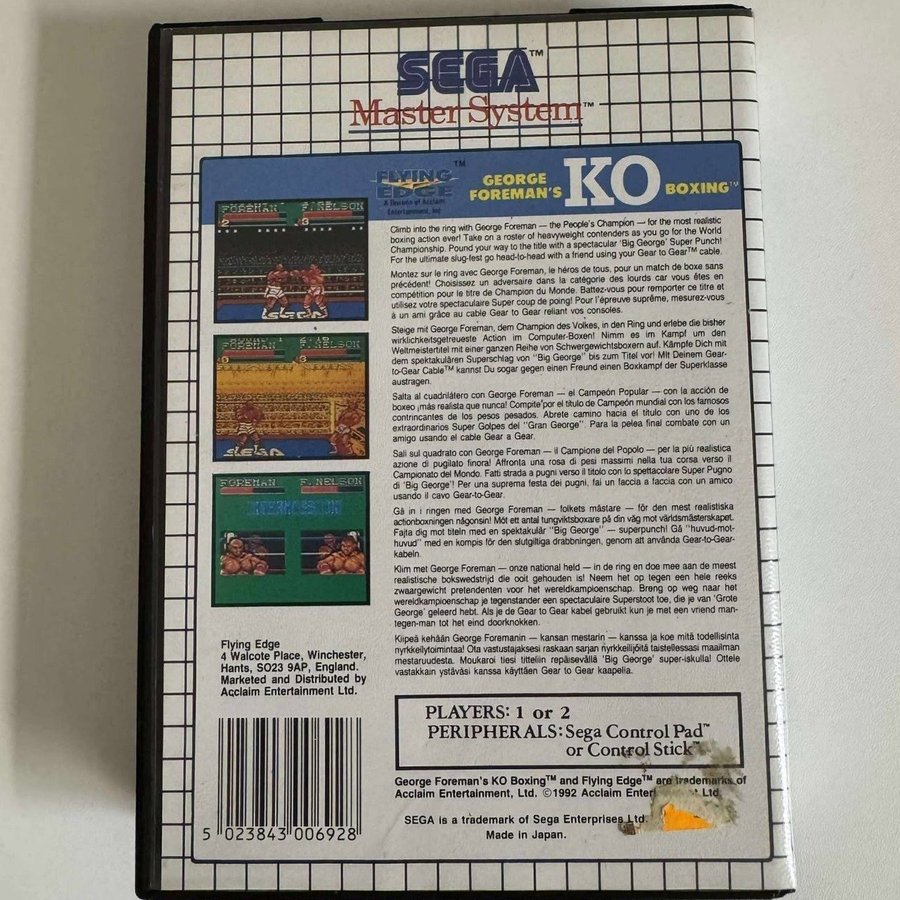 SEGA™
Master System™
FLYING EDGE™
A Division of Acclaim
Entertainment, Inc
GEORGE
FOREMAN'S
KO
BOXING™
FOREMAN F. NELSON
2 3
Climb into the ring with George Foreman — the People's Champion — for the most realistic
boxing action ever! Take on a roster of heavyweight contenders as you go for the World
Championship. Pound your way to the title with a spectacular 'Big George' Super Punch!
For the ultimate slug-fest go head-to-head with a friend using your Gear to Gear™ cable.
Montez sur le ring avec George Foreman, le héros de tous, pour un match de boxe sans
précédent! Choisissez un adversaire dans la catégorie des lourds car vous êtes en
compétition pour le titre de Champion du Monde. Battez-vous pour remporter ce titre et
utilisez votre spectaculaire Super coup de poing! Pour l'épreuve suprême, mesurez-vous
à un ami grâce au cable Gear to Gear reliant vos consoles.
Steige mit George Foreman, dem Champion des Volkes, in den Ring und erlebe die bisher
wirklichkeitsgetreueste Action im Computer-Boxen! Nimm es im Kampf um den
Weltmeistertitel mit einer ganzen Reihe von Schwergewichtsboxern auf. Kämpfe Dich mit
dem spektakulären Superschlag von "Big George" bis zum Titel vor! Mit Deinem Gear-
to-Gear Cable™ kannst Du sogar gegen einen Freund einen Boxkampf der Superklasse
austragen.
FOREMAN F. NELSON
Salta al cuadrilátero con George Foreman — el Campeón Popular — con la acción de
boxeo ¡más realista que nunca! Compite por el título de Campeón mundial con los famosos
contrincantes de los pesos pesados. Abrete camino hacia el título con uno de los
extraordinarios Super Golpes del "Gran George". Para la pelea final combate con un
amigo usando el cable Gear a Gear.
Sali sul quadrato con George Foreman — il Campione del Popolo — per la più realistica
azione di pugilato finora! Affronta una rosa di pesi massimi nella tua corsa verso il
Campionato del Mondo. Fatti strada a pugni verso il titolo con lo spettacolare Super Pugno
di 'Big George'! Per una suprema festa dei pugni, fai un faccia a faccia con un amico
usando il cavo Gear-to-Gear.
FOREMAN F. NELSON
INTERMISSION
Gå in i ringen med George Foreman — folkets mästare — för den mest realistiska
actionboxningen någonsin! Möt ett antal tungviktsboxare på din väg mot världsmästerskapet.
Fajta dig mot titeln med en spektakulär "Big George" — superpunch! Gå "huvud-mot-
huvud" med en kompis för den slutgiltiga drabbningen, genom att använda Gear-to-Gear-
kabeln.
Klim met George Foreman — onze national held — in de ring en doe mee aan de meest
realistische bokswedstrijd die ooit gehouden is! Neem het op tegen een hele reeks
zwaargewicht pretendenten voor het wereldkampioenschap. Breng op weg naar het
wereldkampioenschap je tegenstander een spectaculaire Superstoot toe, die je van 'Grote
George' geleerd hebt. Als je de Gear to Gear kabel gebruikt kun je met een vriend man-
tegen-man tot het eind doorknokken.
Kiipeä kehään George Foremanin — kansan mestarin — kanssa ja koe mitä todellisinta
nyrkkeilytoimintaa! Ota vastustajaksesi raskaan sarjan nyrkkeilijöitä taistellessasi maailman
mestaruudesta. Moukaroi tiesi titteliin repäisevällä 'Big George' super-iskulla! Ottele
vastakkain ystäväsi kanssa käyttäen Gear to Gear kaapelia.
Flying Edge
4 Walcote Place, Winchester,
Hants, SO23 9AP, England.
Marketed and Distributed by
Acclaim Entertainment Ltd.
PLAYERS: 1 or 2
PERIPHERALS: Sega Control Pad™
or Control Stick™
George Foreman's KO Boxing™ and Flying Edge™ are trademarks of
Acclaim Entertainment, Ltd. ©1992 Acclaim Ltd.
SEGA is a trademark of Sega Enterprises Ltd.
Made in Japan.
5 023843 006928